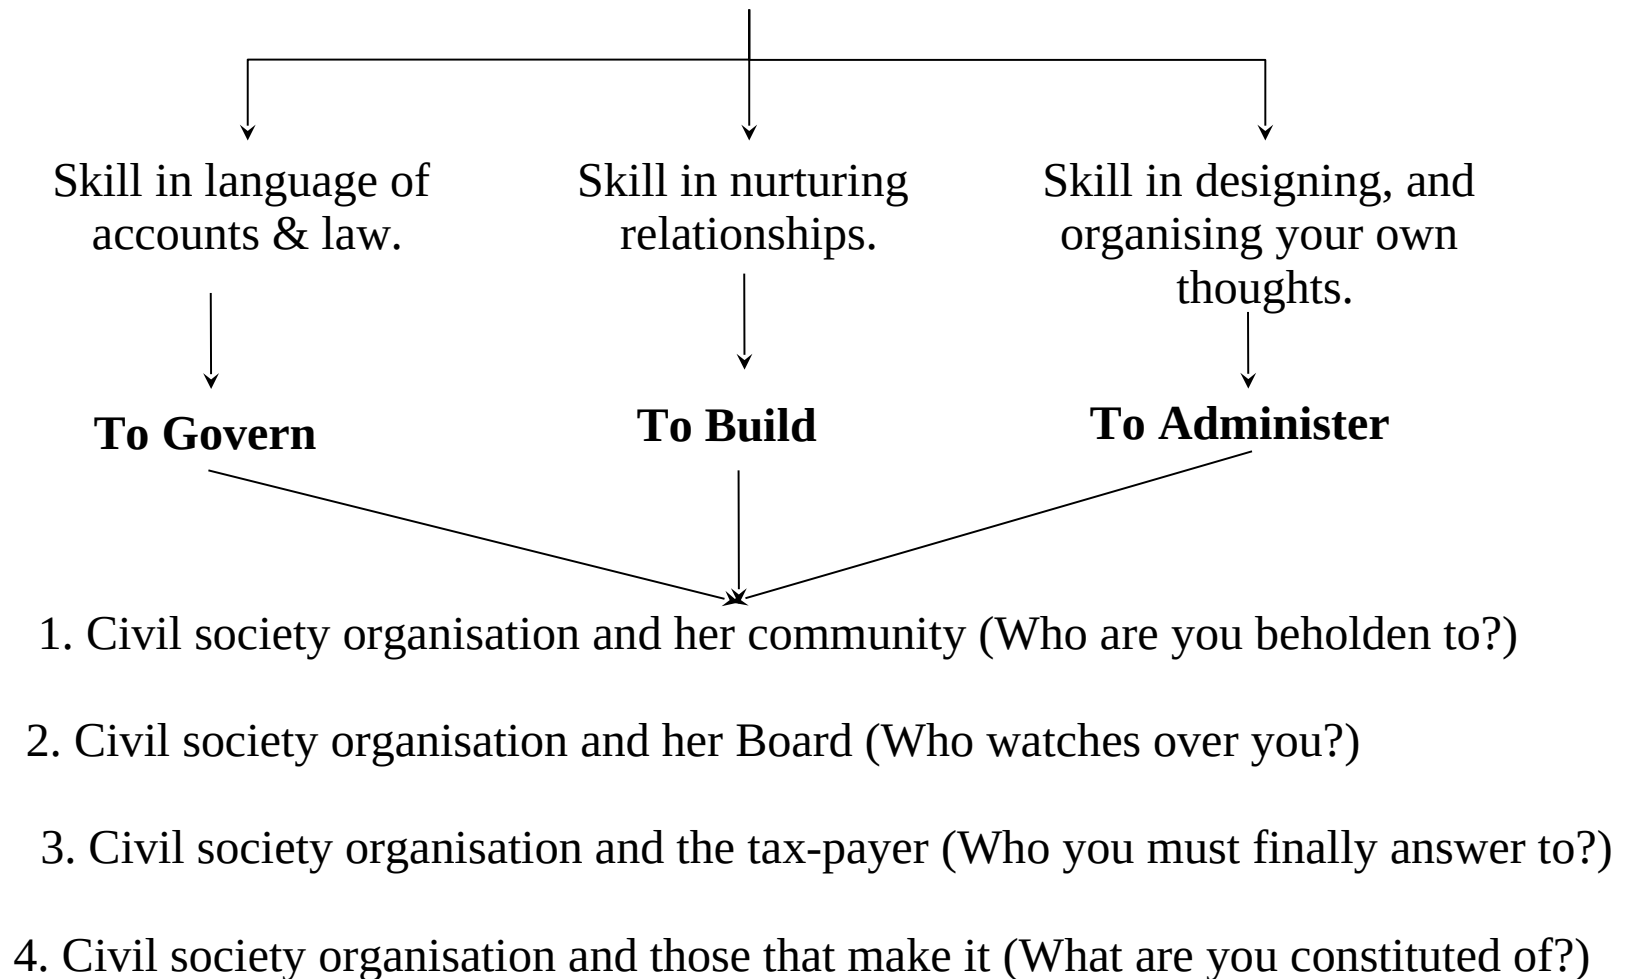 Skill in language of
accounts & law.
Skill in nurturing
relationships.
Skill in designing, and
organising your own
thoughts.
To Govern
To Build
To Administer
1. Civil society organisation and her community (Who are you beholden to?)
2. Civil society organisation and her Board (Who watches over you?)
3. Civil society organisation and the tax-payer (Who you must finally answer to?)
4. Civil society organisation and those that make it (What are you constituted of?)